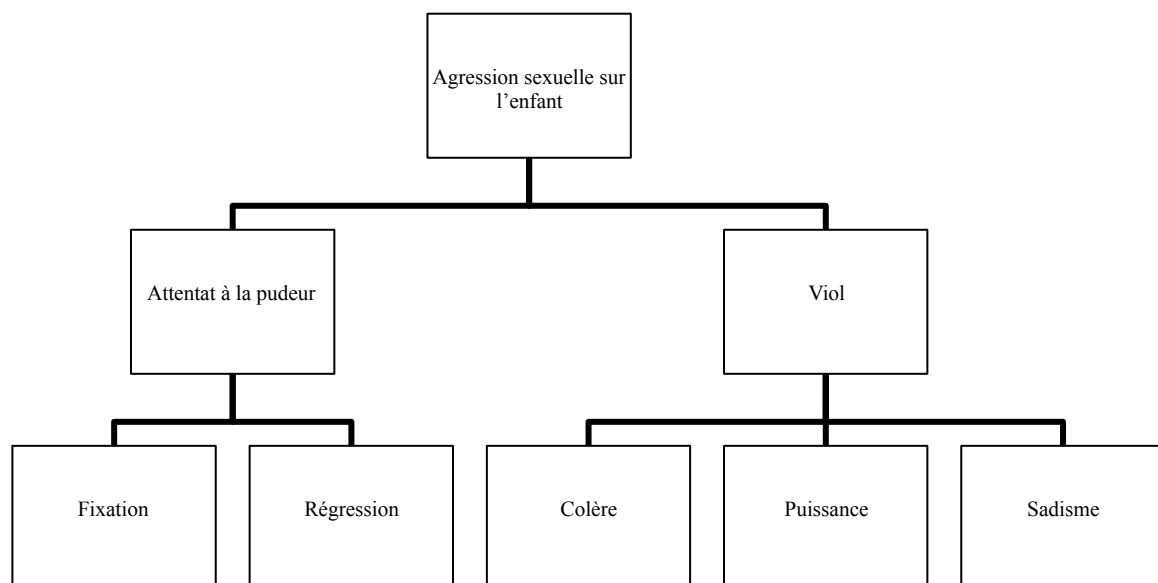 Agression sexuelle sur
l’enfant
Attentat à la pudeur
Viol
Fixation
Régression
Colère
Puissance
Sadisme